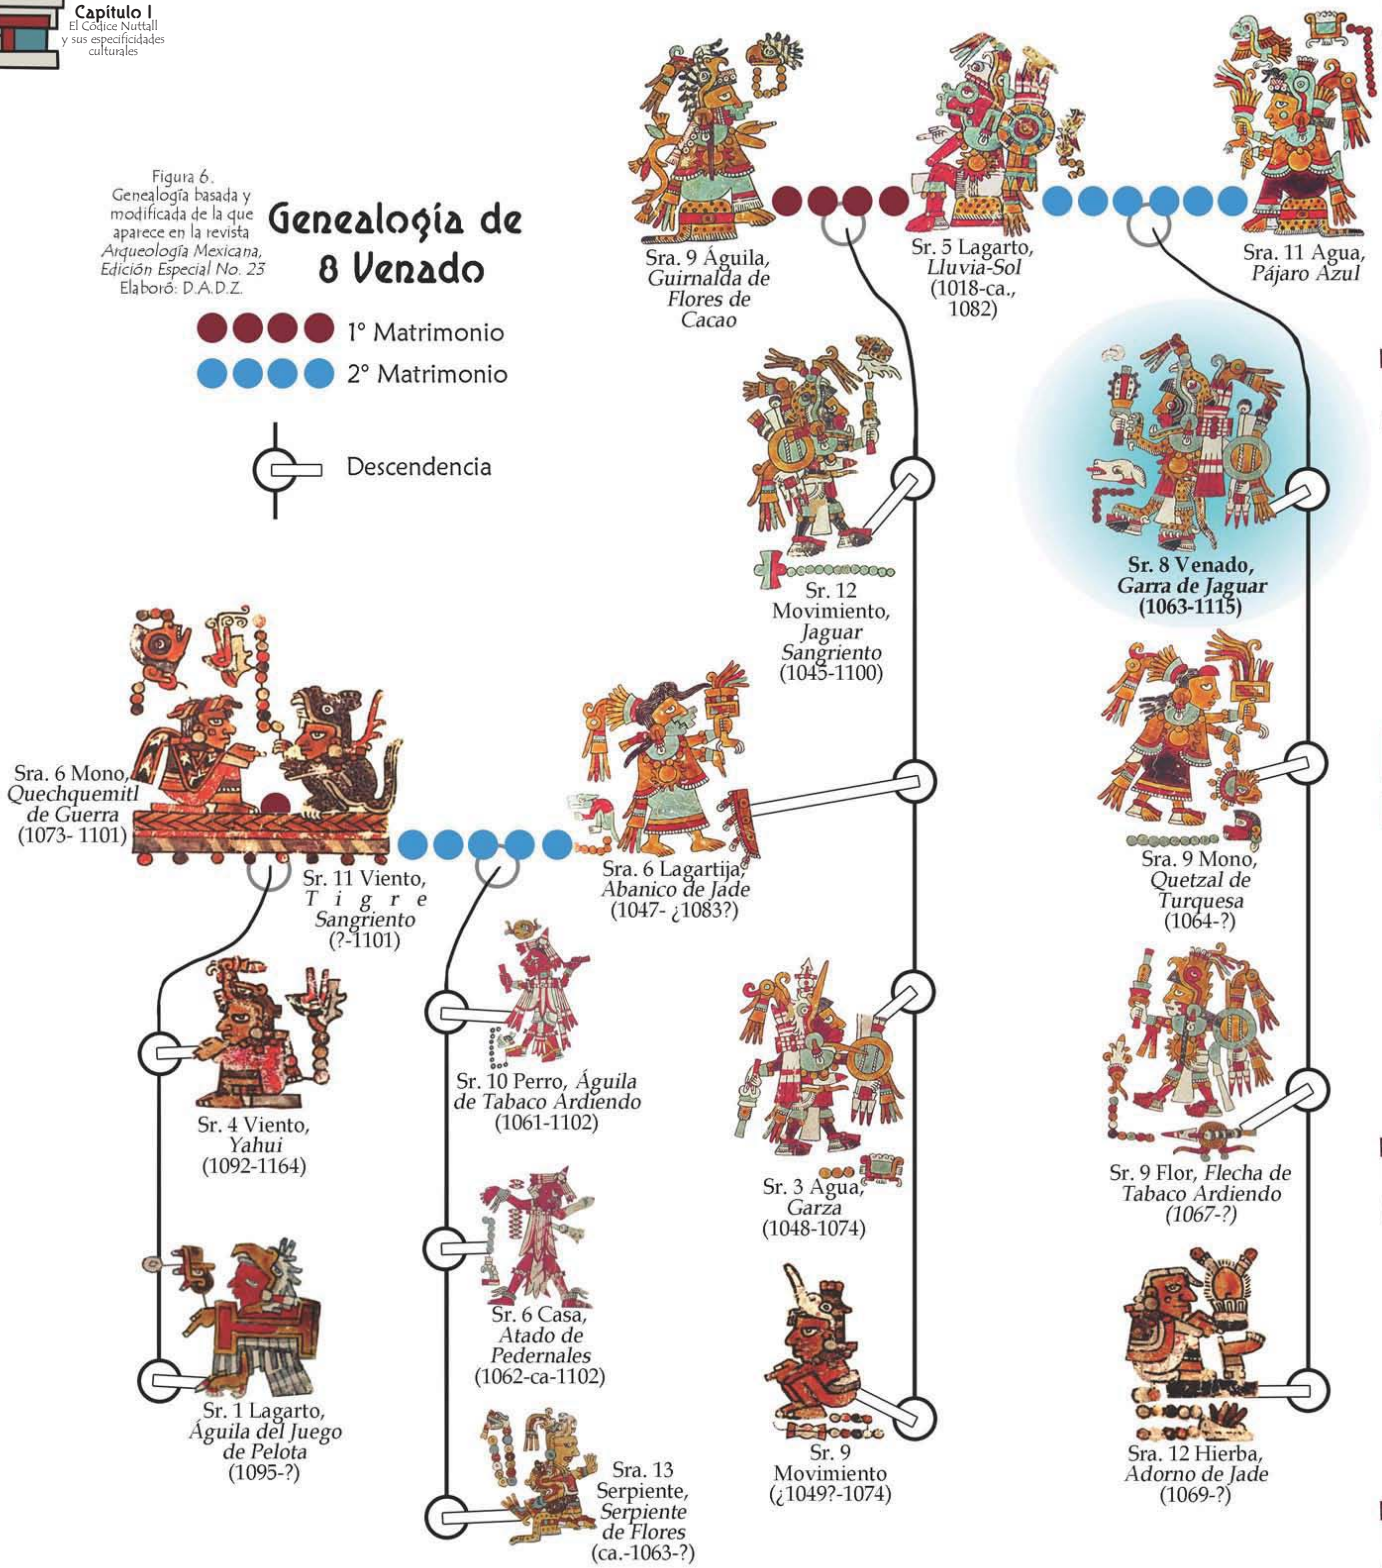 Capítulo I
El Códice Nuttall
y sus especificidades
culturales
Figura 6.
Genealogía basada y
modificada de la que
aparece en la revista
Arqueología Mexicana,
Edición Especial No. 23
Elaboró: D.A.D.Z.
Genealogía de
8 Venado
1° Matrimonio
2° Matrimonio
Descendencia
Sra. 9 Águila,
Guirnalda de
Flores de
Cacao
Sr. 5 Lagarto,
Lluvia-Sol
(1018-ca.,
1082)
Sra. 11 Agua,
Pájaro Azul
Sr. 12
Movimiento,
Jaguar
Sangriento
(1045-1100)
Sr. 8 Venado,
Garra de Jaguar
(1063-1115)
Sra. 6 Mono,
Quechquemitl
de Guerra
(1073- 1101)
Sr. 11 Viento,
T i g r e
Sangriento
(?-1101)
Sra. 6 Lagartija,
Abanico de Jade
(1047- ¿1083?)
Sra. 9 Mono,
Quetzal de
Turquesa
(1064-?)
Sr. 4 Viento,
Yahui
(1092-1164)
Sr. 10 Perro, Águila
de Tabaco Ardiendo
(1061-1102)
Sr. 3 Agua,
Garza
(1048-1074)
Sr. 9 Flor, Flecha de
Tabaco Ardiendo
(1067-?)
Sr. 1 Lagarto,
Águila del Juego
de Pelota
(1095-?)
Sr. 6 Casa,
Atado de
Pedernales
(1062-ca-1102)
Sr. 9
Movimiento
(¿1049?-1074)
Sra. 12 Hierba,
Adorno de Jade
(1069-?)
Sra. 13
Serpiente,
Serpiente
de Flores
(ca.-1063-?)